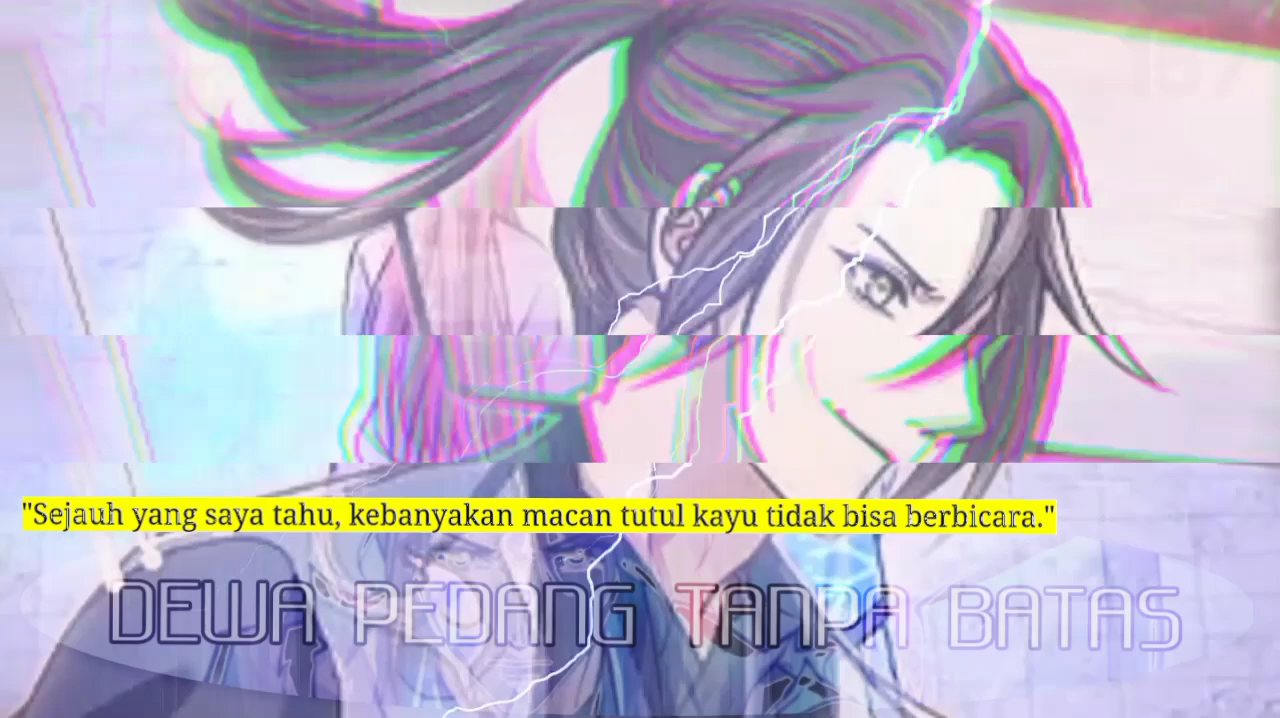 "Sejauh yang saya tahu, kebanyakan macan tutul kayu tidak bisa berbicara."
DEWA PEDANG TANPA BATAS